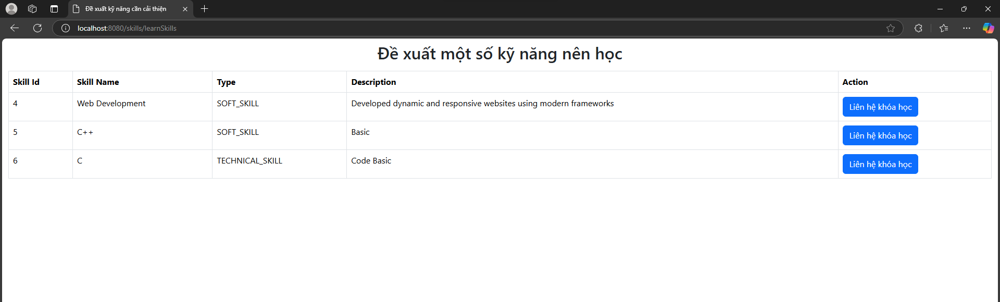 Đề xuất kỹ năng cần cải thiện
localhost:8080/skills/learnSkills
Đề xuất một số kỹ năng nên học
Skill Id Skill Name Type Description Action
4 Web Development SOFT_SKILL Developed dynamic and responsive websites using modern frameworks Liên hệ khóa học
5 C++ SOFT_SKILL Basic Liên hệ khóa học
6 C TECHNICAL_SKILL Code Basic Liên hệ khóa học